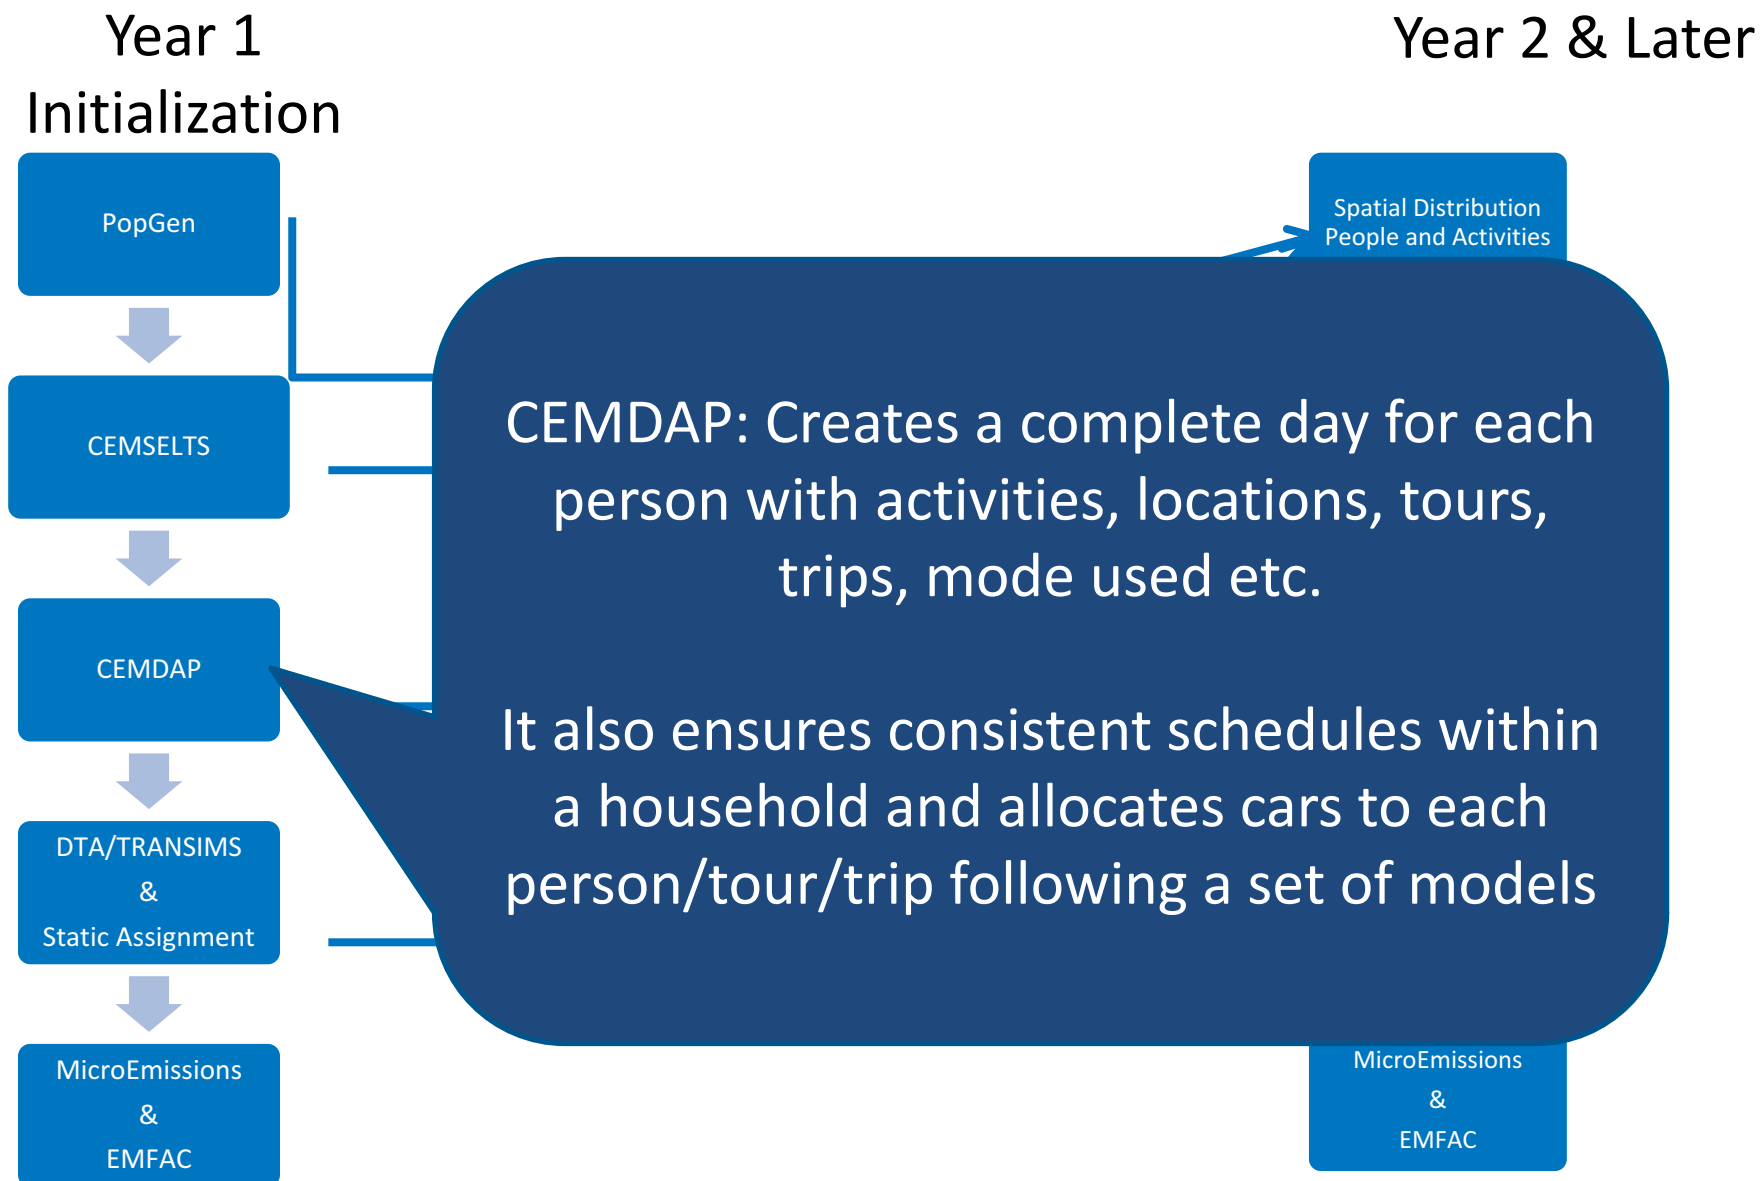 Year 1
Initialization
Year 2 & Later
PopGen
CEMSELTS
CEMDAP
DTA/TRANSIMS
&
Static Assignment
MicroEmissions
&
EMFAC
CEMDAP: Creates a complete day for each
person with activities, locations, tours,
trips, mode used etc.
It also ensures consistent schedules within
a household and allocates cars to each
person/tour/trip following a set of models
Spatial Distribution
People and Activities
MicroEmissions
&
EMFAC